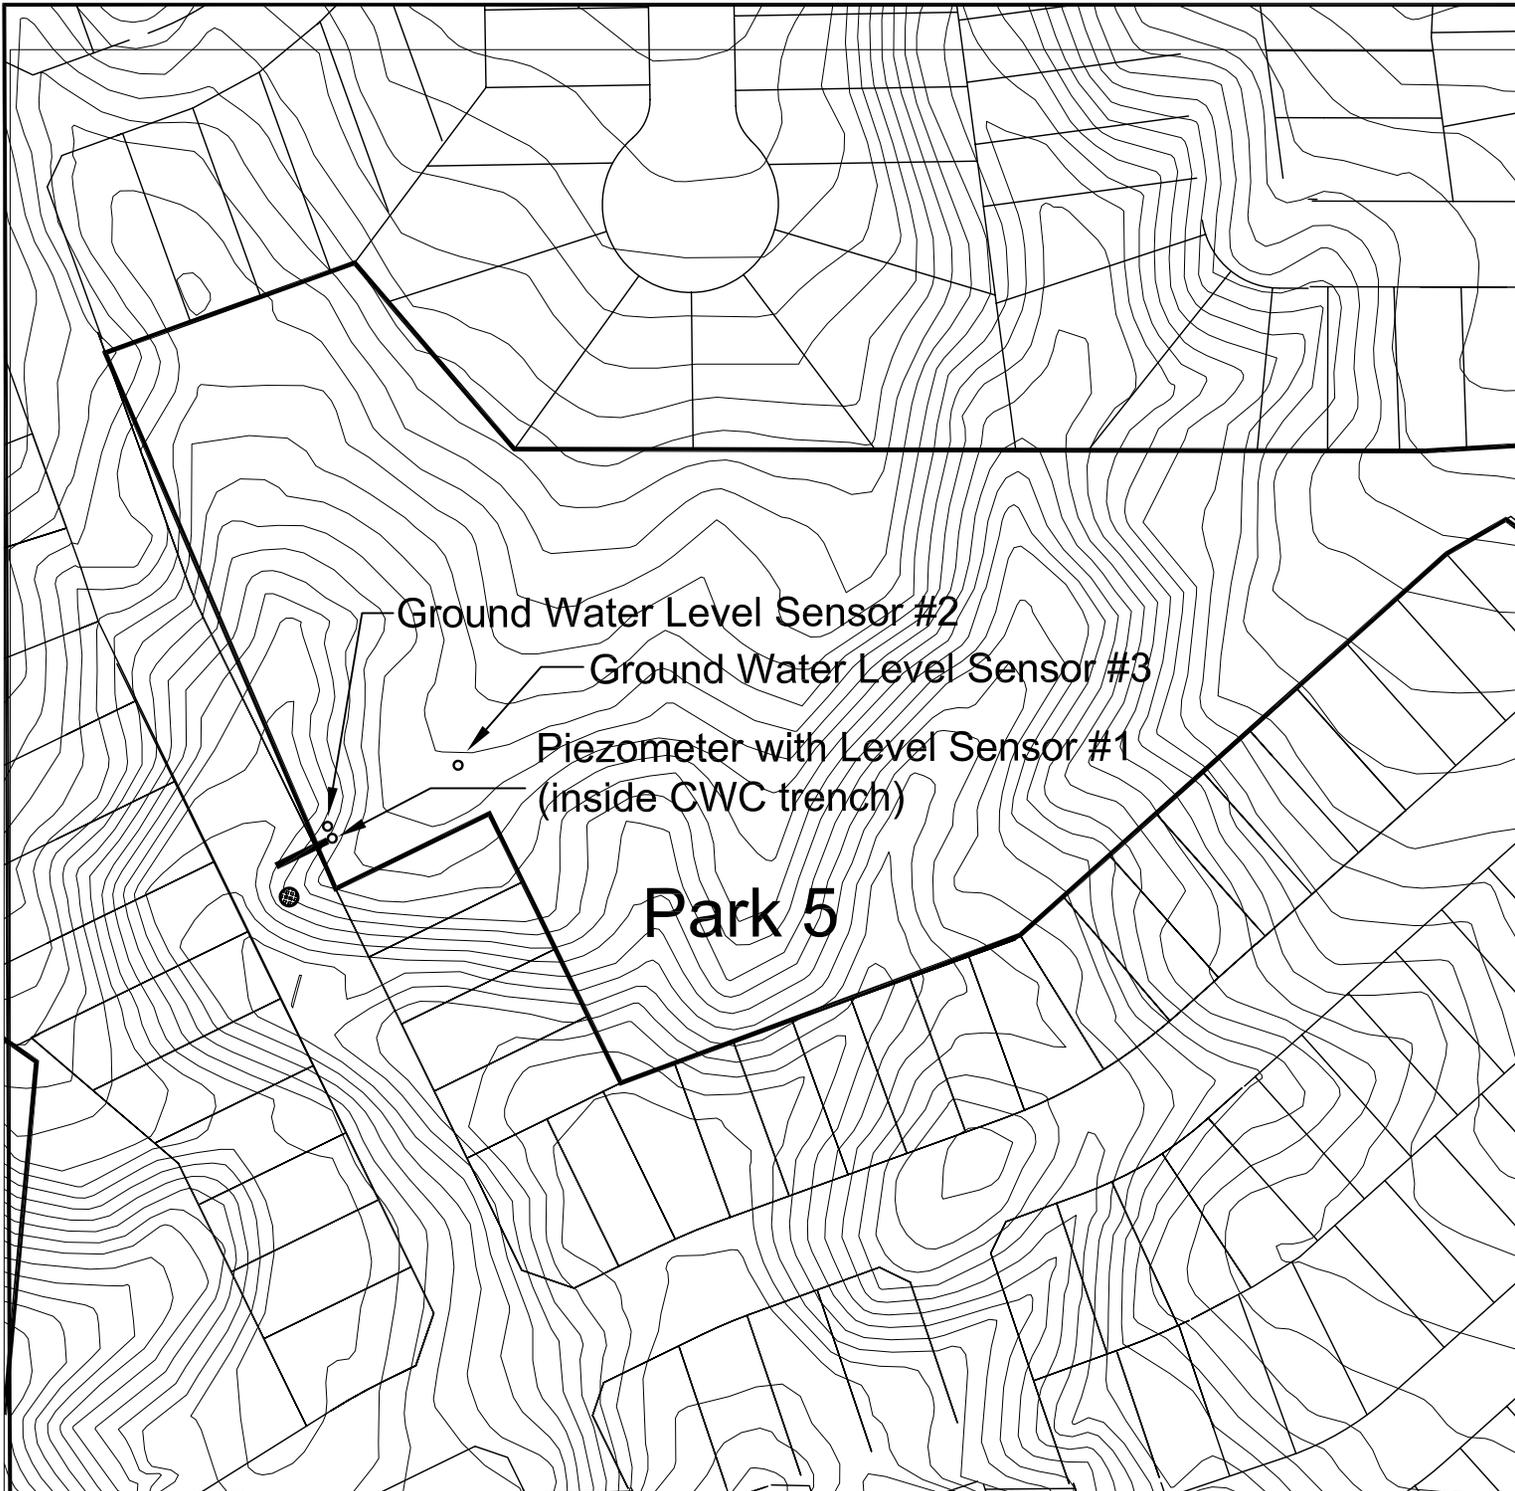 Ground Water Level Sensor #2
Ground Water Level Sensor #3
Piezometer with Level Sensor #1
(inside CWC trench)
Park 5